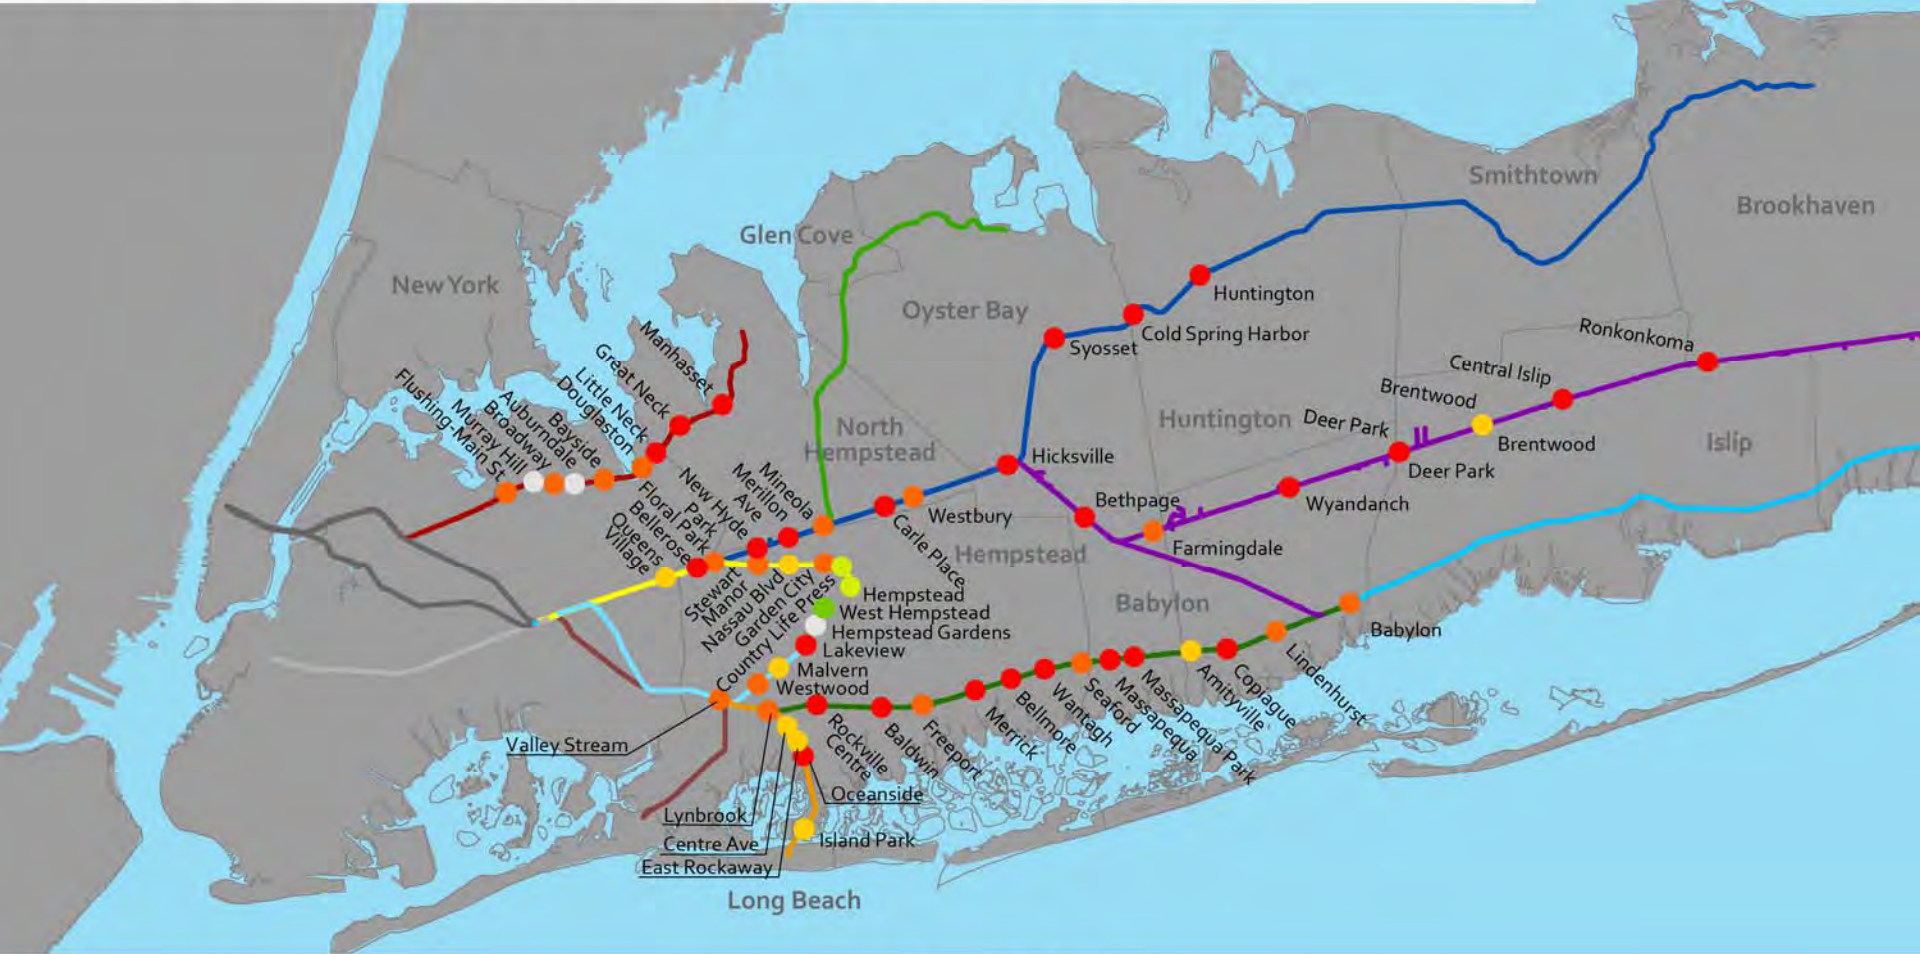 Smithtown
Brookhaven
Glen Cove
New York
Oyster Bay
Huntington
Cold Spring Harbor
Syosset
Ronkonkoma
Central Islip
Brentwood
Brentwood
Deer Park
Deer Park
Wyandanch
Huntington
Islip
North
Hempstead
Hicksville
Bethpage
Farmingdale
Hempstead
Babylon
Manhasset
Great Neck
Little Neck
Douglaston
Bayside
Auburndale
Broadway
Murray Hill
Flushing-Main St
Mineola
Merillon
Ave
New Hyde
Park
Floral Park
Bellerose
Queens
Village
Carle Place
Westbury
Stewart
Manor
Nassau Blvd
Garden City
Country Life Press
Hempstead
West Hempstead
Hempstead Gardens
Lakeview
Malvern
Westwood
Valley Stream
Lynbrook
Centre Ave
East Rockaway
Oceanside
Island Park
Long Beach
Rockville
Centre
Baldwin
Freeport
Merrick
Bellmore
Wantagh
Seaford
Massapequa
Massapequa Park
Amityville
Copiague
Lindenhurst
Babylon